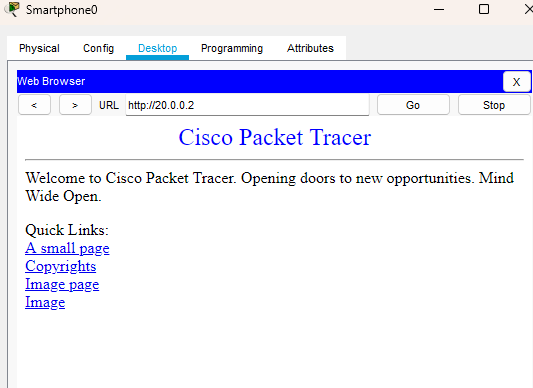 Smartphone0
Physical Config Desktop Programming Attributes
Web Browser X
< > URL http://20.0.0.2 Go Stop
Cisco Packet Tracer
Welcome to Cisco Packet Tracer. Opening doors to new opportunities. Mind
Wide Open.
Quick Links:
A small page
Copyrights
Image page
Image